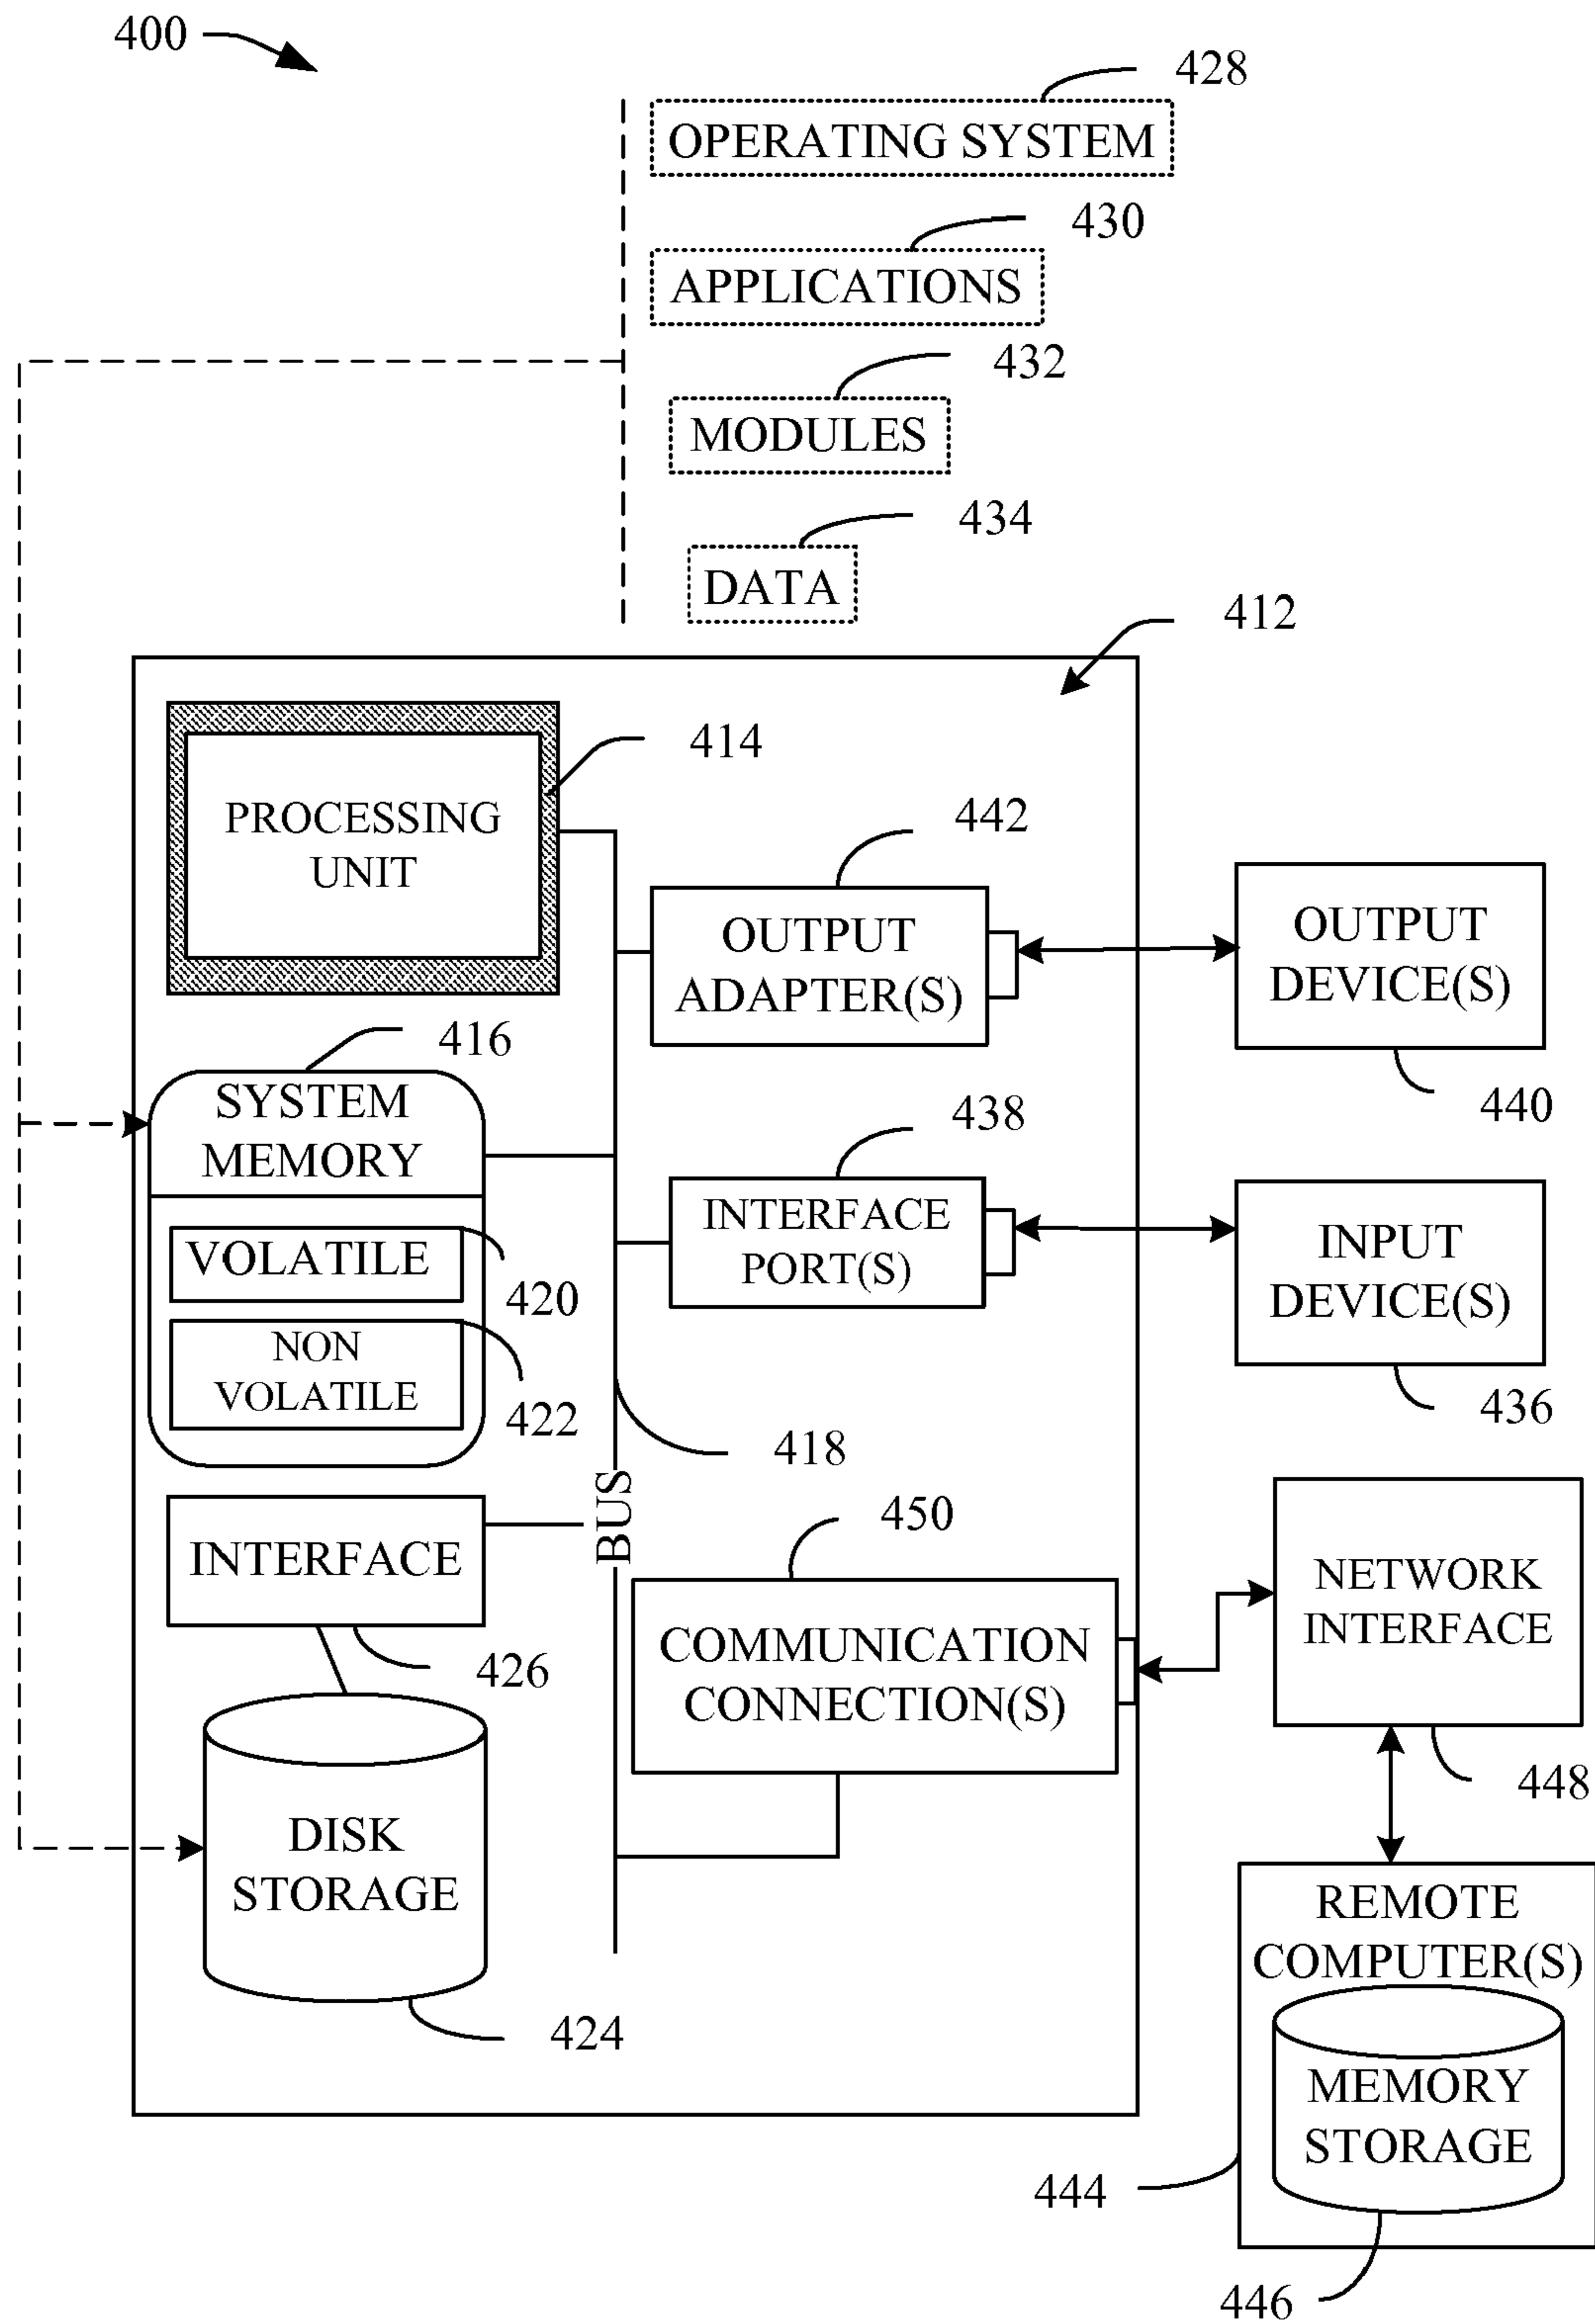 400
428
OPERATING SYSTEM
430
APPLICATIONS
432
MODULES
434
DATA
412
414
PROCESSING
UNIT
442
OUTPUT
ADAPTER(S)
OUTPUT
DEVICE(S)
440
416
SYSTEM
MEMORY
438
INTERFACE
PORT(S)
INPUT
DEVICE(S)
436
VOLATILE
420
NON
VOLATILE
422
418
BUS
INTERFACE
426
450
COMMUNICATION
CONNECTION(S)
NETWORK
INTERFACE
448
DISK
STORAGE
424
REMOTE
COMPUTER(S)
MEMORY
STORAGE
444
446